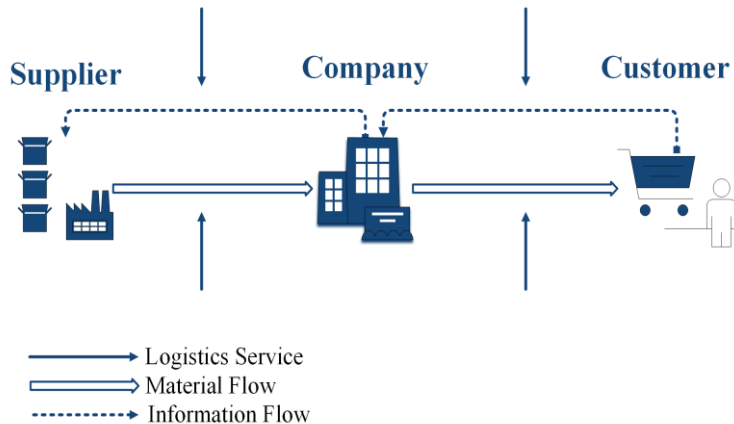 Supplier
Company
Customer
Logistics Service
Material Flow
Information Flow